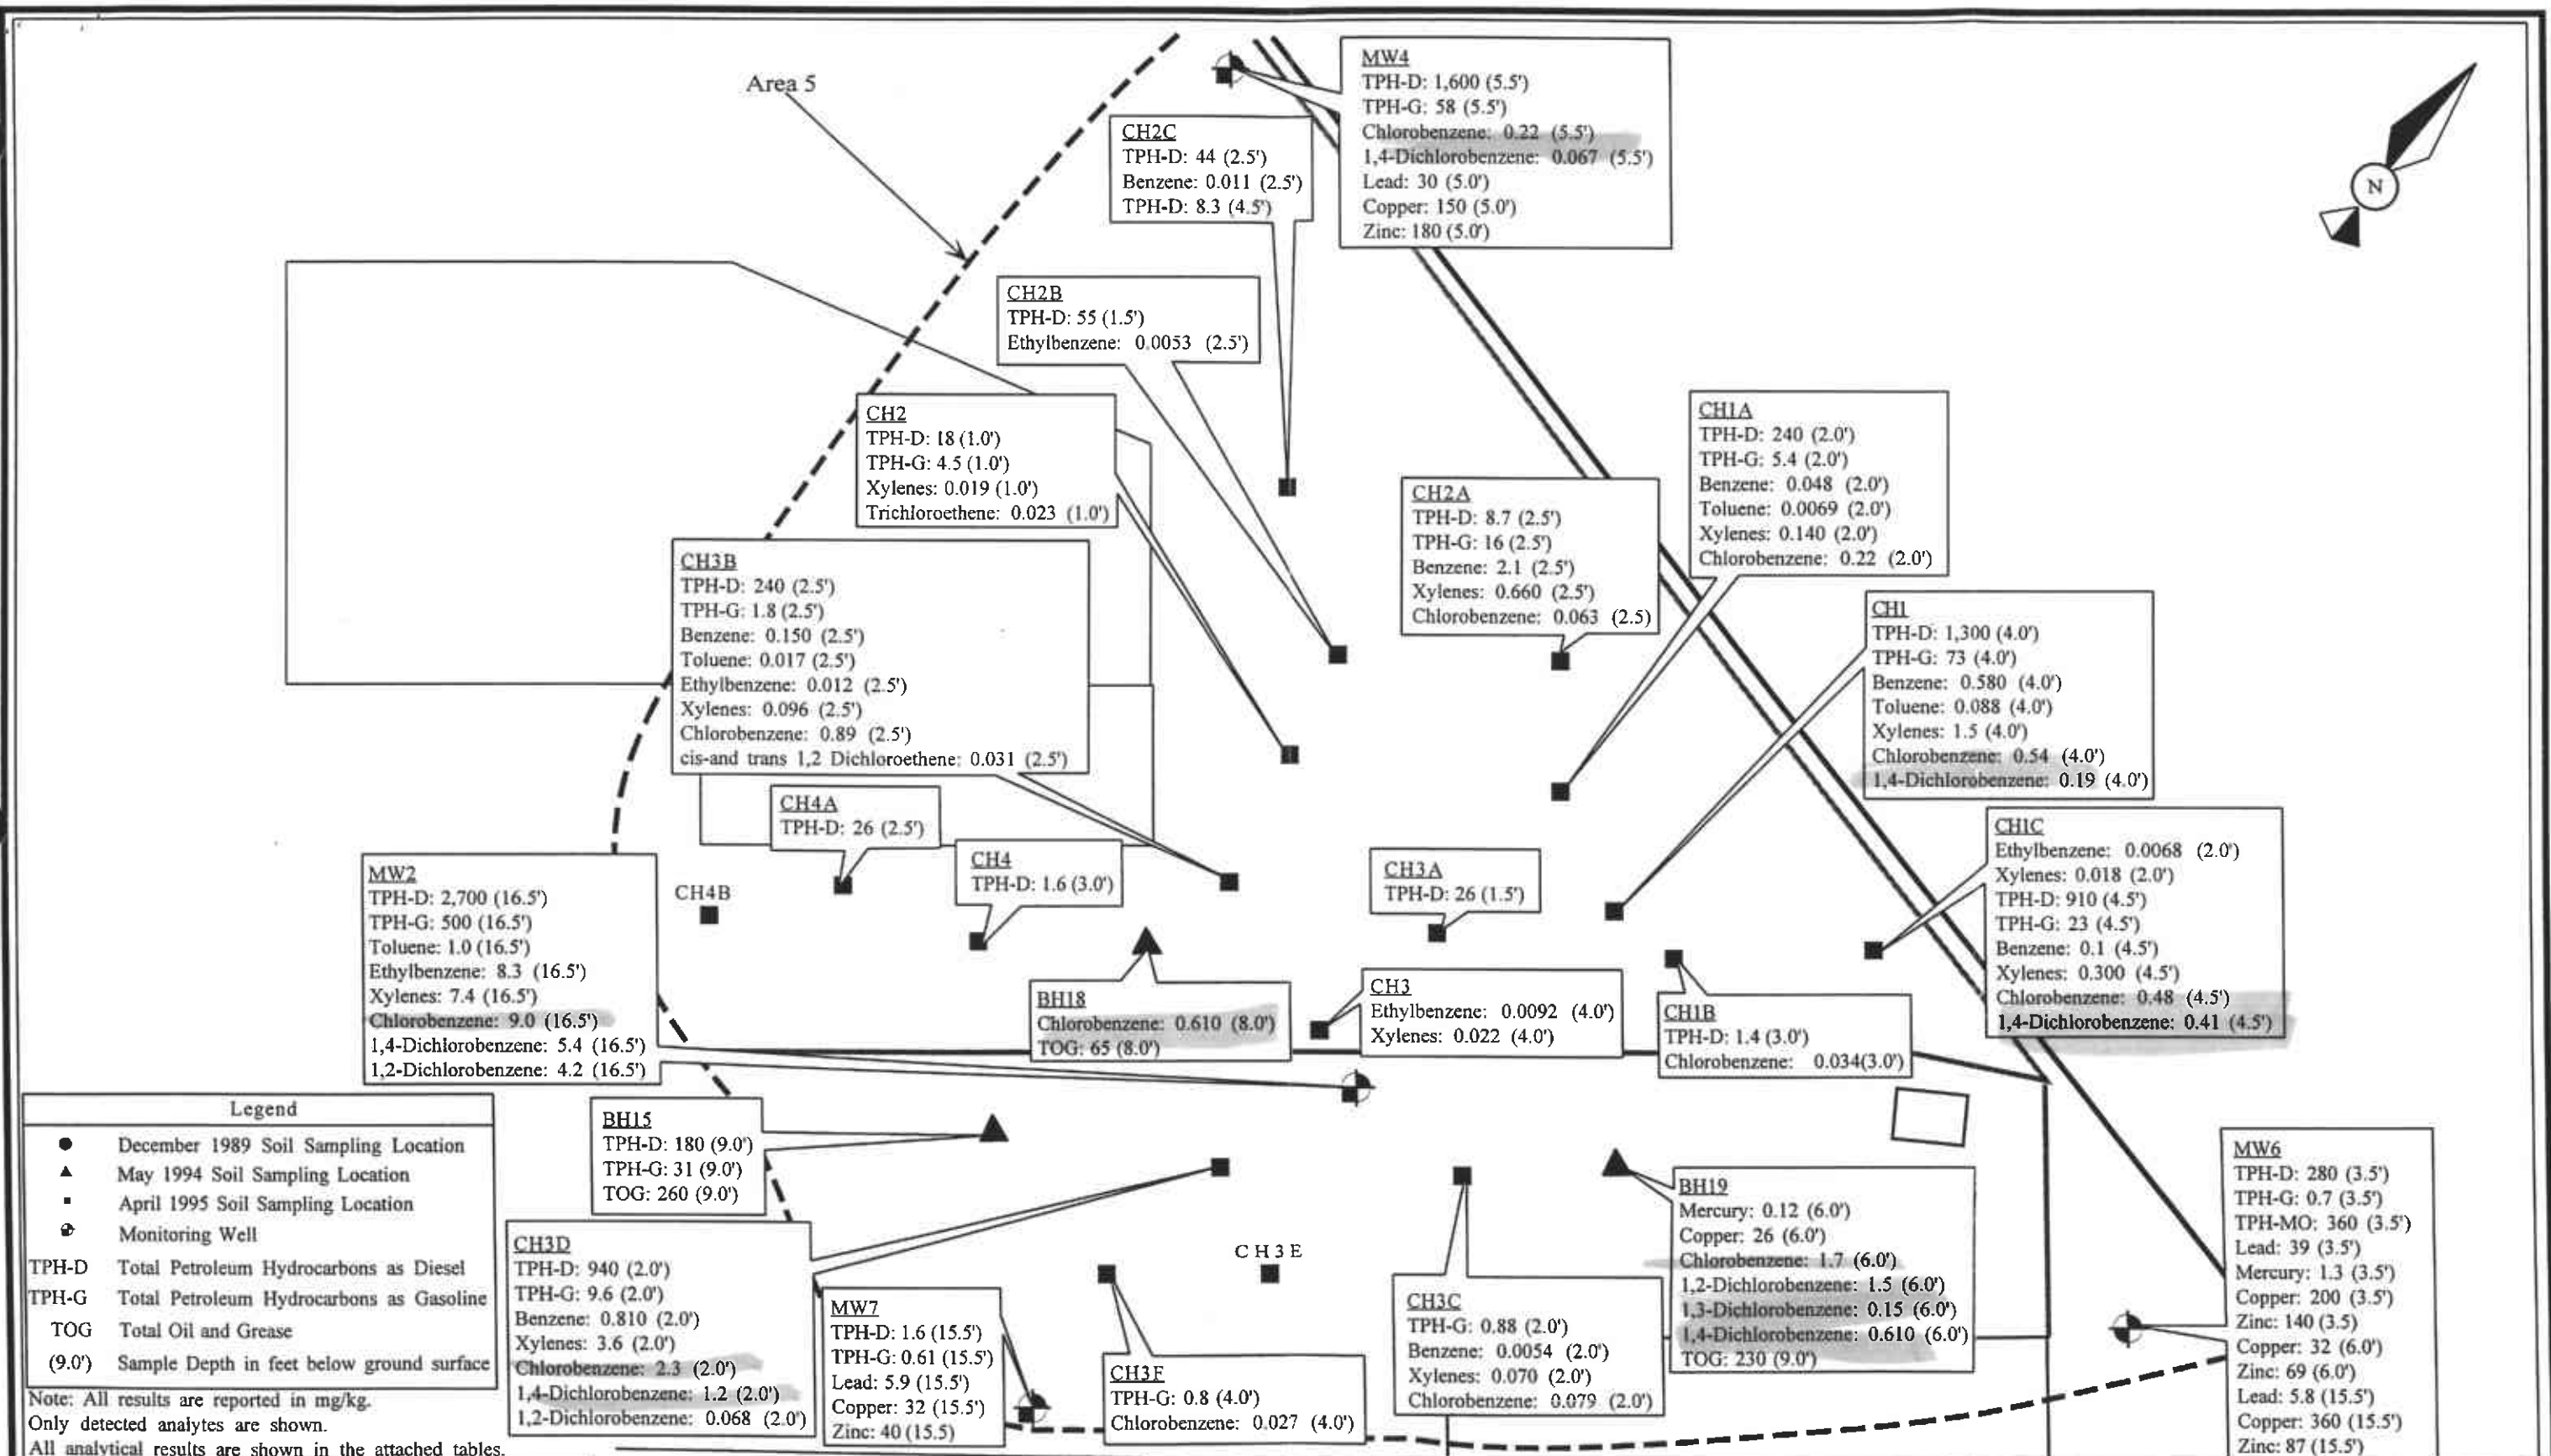 Area 5
MW4
TPH-D: 1,600 (5.5')
TPH-G: 58 (5.5')
Chlorobenzene: 0.22 (5.5')
1,4-Dichlorobenzene: 0.067 (5.5')
Lead: 30 (5.0')
Copper: 150 (5.0')
Zinc: 180 (5.0')
N
CH2C
TPH-D: 44 (2.5')
Benzene: 0.011 (2.5')
TPH-D: 8.3 (4.5')
CH2B
TPH-D: 55 (1.5')
Ethylbenzene: 0.0053 (2.5')
CH2
TPH-D: 18 (1.0')
TPH-G: 4.5 (1.0')
Xylenes: 0.019 (1.0')
Trichloroethene: 0.023 (1.0')
CH1A
TPH-D: 240 (2.0')
TPH-G: 5.4 (2.0')
Benzene: 0.048 (2.0')
Toluene: 0.0069 (2.0')
Xylenes: 0.140 (2.0')
Chlorobenzene: 0.22 (2.0')
CH2A
TPH-D: 8.7 (2.5')
TPH-G: 16 (2.5')
Benzene: 2.1 (2.5')
Xylenes: 0.660 (2.5')
Chlorobenzene: 0.063 (2.5)
CH3B
TPH-D: 240 (2.5')
TPH-G: 1.8 (2.5')
Benzene: 0.150 (2.5')
Toluene: 0.017 (2.5')
Ethylbenzene: 0.012 (2.5')
Xylenes: 0.096 (2.5')
Chlorobenzene: 0.89 (2.5')
cis-and trans 1,2 Dichloroethene: 0.031 (2.5')
CH1
TPH-D: 1,300 (4.0')
TPH-G: 73 (4.0')
Benzene: 0.580 (4.0')
Toluene: 0.088 (4.0')
Xylenes: 1.5 (4.0')
Chlorobenzene: 0.54 (4.0')
1,4-Dichlorobenzene: 0.19 (4.0')
CH4A
TPH-D: 26 (2.5')
CH4
TPH-D: 1.6 (3.0')
CH3A
TPH-D: 26 (1.5')
CH1C
Ethylbenzene: 0.0068 (2.0')
Xylenes: 0.018 (2.0')
TPH-D: 910 (4.5')
TPH-G: 23 (4.5')
Benzene: 0.1 (4.5')
Xylenes: 0.300 (4.5')
Chlorobenzene: 0.48 (4.5')
1,4-Dichlorobenzene: 0.41 (4.5')
MW2
TPH-D: 2,700 (16.5')
TPH-G: 500 (16.5')
Toluene: 1.0 (16.5')
Ethylbenzene: 8.3 (16.5')
Xylenes: 7.4 (16.5')
Chlorobenzene: 9.0 (16.5')
1,4-Dichlorobenzene: 5.4 (16.5')
1,2-Dichlorobenzene: 4.2 (16.5')
CH4B
BH18
Chlorobenzene: 0.610 (8.0')
TOG: 65 (8.0')
CH3
Ethylbenzene: 0.0092 (4.0')
Xylenes: 0.022 (4.0')
CH1B
TPH-D: 1.4 (3.0')
Chlorobenzene: 0.034(3.0')
Legend
December 1989 Soil Sampling Location
May 1994 Soil Sampling Location
April 1995 Soil Sampling Location
Monitoring Well
TPH-D Total Petroleum Hydrocarbons as Diesel
TPH-G Total Petroleum Hydrocarbons as Gasoline
TOG Total Oil and Grease
(9.0') Sample Depth in feet below ground surface
Note: All results are reported in mg/kg.
Only detected analytes are shown.
All analytical results are shown in the attached tables.
BH15
TPH-D: 180 (9.0')
TPH-G: 31 (9.0')
TOG: 260 (9.0')
CH3D
TPH-D: 940 (2.0')
TPH-G: 9.6 (2.0')
Benzene: 0.810 (2.0')
Xylenes: 3.6 (2.0')
Chlorobenzene: 2.3 (2.0')
1,4-Dichlorobenzene: 1.2 (2.0')
1,2-Dichlorobenzene: 0.068 (2.0')
MW7
TPH-D: 1.6 (15.5')
TPH-G: 0.61 (15.5')
Lead: 5.9 (15.5')
Copper: 32 (15.5')
Zinc: 40 (15.5)
CH3E
CH3F
TPH-G: 0.8 (4.0')
Chlorobenzene: 0.027 (4.0')
CH3C
TPH-G: 0.88 (2.0')
Benzene: 0.0054 (2.0')
Xylenes: 0.070 (2.0')
Chlorobenzene: 0.079 (2.0')
BH19
Mercury: 0.12 (6.0')
Copper: 26 (6.0')
Chlorobenzene: 1.7 (6.0')
1,2-Dichlorobenzene: 1.5 (6.0')
1,3-Dichlorobenzene: 0.15 (6.0')
1,4-Dichlorobenzene: 0.610 (6.0')
TOG: 230 (9.0')
MW6
TPH-D: 280 (3.5')
TPH-G: 0.7 (3.5')
TPH-MO: 360 (3.5')
Lead: 39 (3.5')
Mercury: 1.3 (3.5')
Copper: 200 (3.5')
Zinc: 140 (3.5)
Copper: 32 (6.0')
Zinc: 69 (6.0')
Lead: 5.8 (15.5')
Copper: 360 (15.5')
Zinc: 87 (15.5')